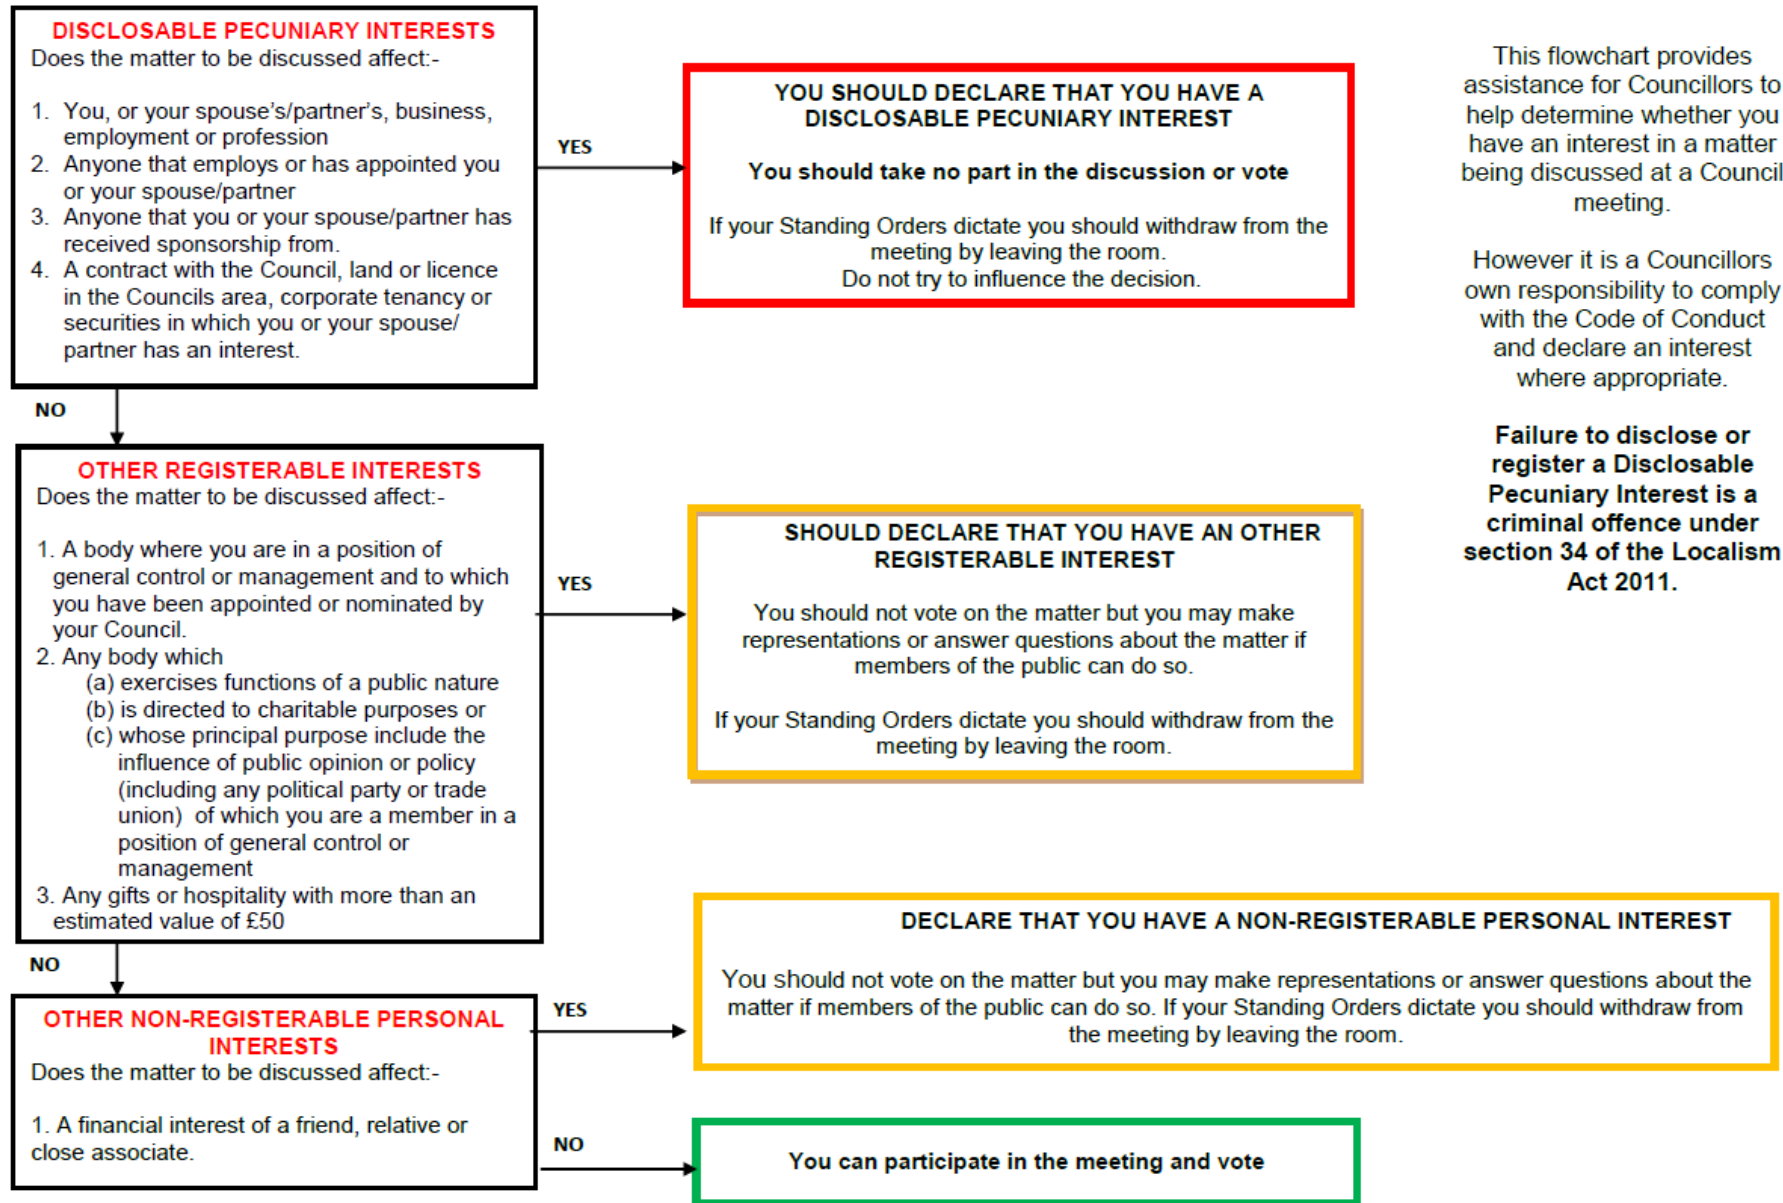 DISCLOSABLE PECUNIARY INTERESTS
Does the matter to be discussed affect:-
1. You, or your spouse's/partner's, business,
employment or profession
2. Anyone that employs or has appointed you
or your spouse/partner
3. Anyone that you or your spouse/partner has
received sponsorship from.
4. A contract with the Council, land or licence
in the Councils area, corporate tenancy or
securities in which you or your spouse/
partner has an interest.
YES
YOU SHOULD DECLARE THAT YOU HAVE A
DISCLOSABLE PECUNIARY INTEREST
You should take no part in the discussion or vote
If your Standing Orders dictate you should withdraw from the
meeting by leaving the room.
Do not try to influence the decision.
This flowchart provides
assistance for Councillors to
help determine whether you
have an interest in a matter
being discussed at a Council
meeting.
However it is a Councillors
own responsibility to comply
with the Code of Conduct
and declare an interest
where appropriate.
Failure to disclose or
register a Disclosable
Pecuniary Interest is a
criminal offence under
section 34 of the Localism
Act 2011.
NO
OTHER REGISTERABLE INTERESTS
Does the matter to be discussed affect:-
1. A body where you are in a position of
general control or management and to which
you have been appointed or nominated by
your Council.
2. Any body which
(a) exercises functions of a public nature
(b) is directed to charitable purposes or
(c) whose principal purpose include the
influence of public opinion or policy
(including any political party or trade
union) of which you are a member in a
position of general control or
management
3. Any gifts or hospitality with more than an
estimated value of £50
YES
SHOULD DECLARE THAT YOU HAVE AN OTHER
REGISTERABLE INTEREST
You should not vote on the matter but you may make
representations or answer questions about the matter if
members of the public can do so.
If your Standing Orders dictate you should withdraw from the
meeting by leaving the room.
NO
OTHER NON-REGISTERABLE PERSONAL
INTERESTS
Does the matter to be discussed affect:-
1. A financial interest of a friend, relative or
close associate.
YES
DECLARE THAT YOU HAVE A NON-REGISTERABLE PERSONAL INTEREST
You should not vote on the matter but you may make representations or answer questions about the
matter if members of the public can do so. If your Standing Orders dictate you should withdraw from
the meeting by leaving the room.
NO
You can participate in the meeting and vote